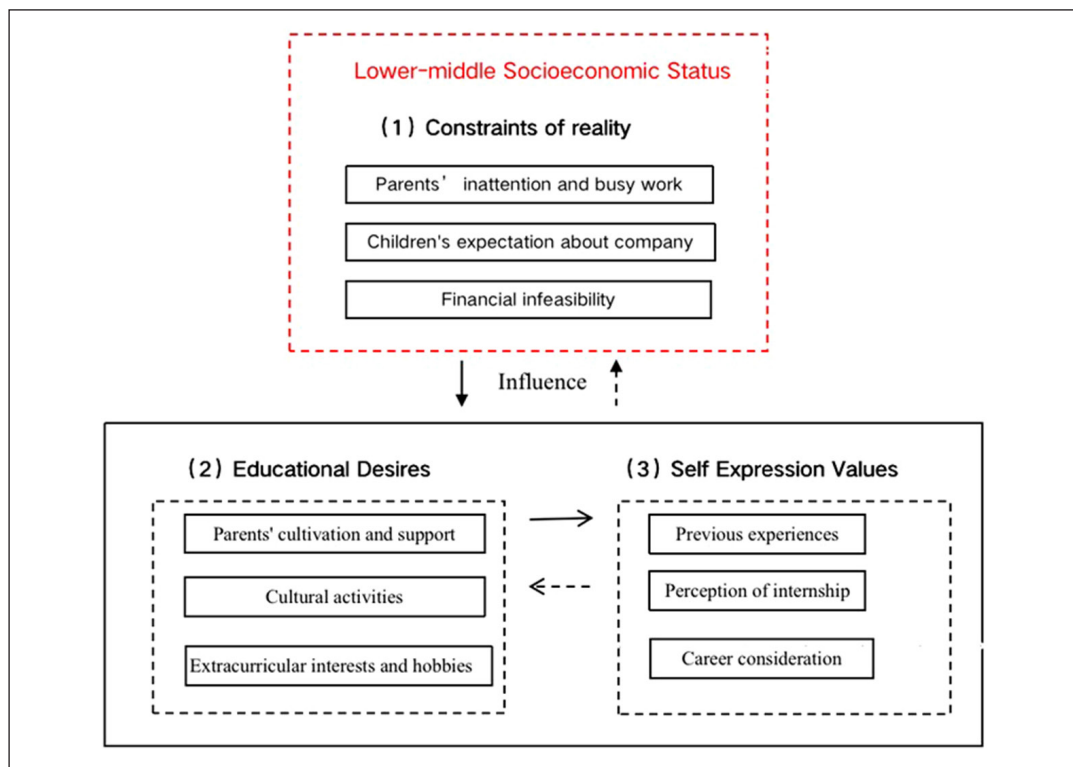 Lower-middle Socioeconomic Status
(1) Constraints of reality
Parents’ inattention and busy work
Children's expectation about company
Financial infeasibility
Influence
(2) Educational Desires
Parents' cultivation and support
Cultural activities
Extracurricular interests and hobbies
(3) Self Expression Values
Previous experiences
Perception of internship
Career consideration